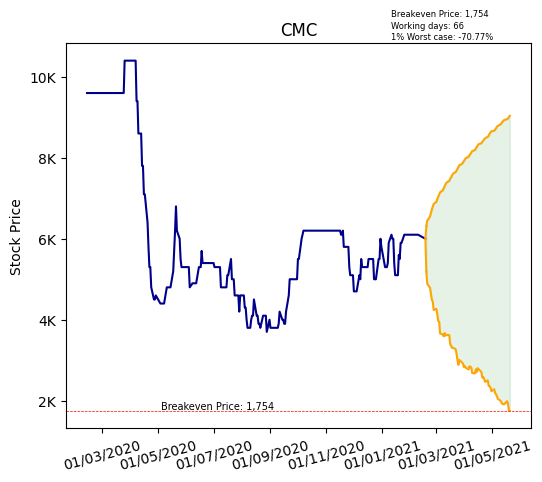 Breakeven Price: 1,754
Working days: 66
1% Worst case: -70.77%
CMC
Stock Price
10K
8K
6K
4K
2K
Breakeven Price: 1,754
01/03/2020
01/05/2020
01/07/2020
01/09/2020
01/11/2020
01/01/2021
01/03/2021
01/05/2021